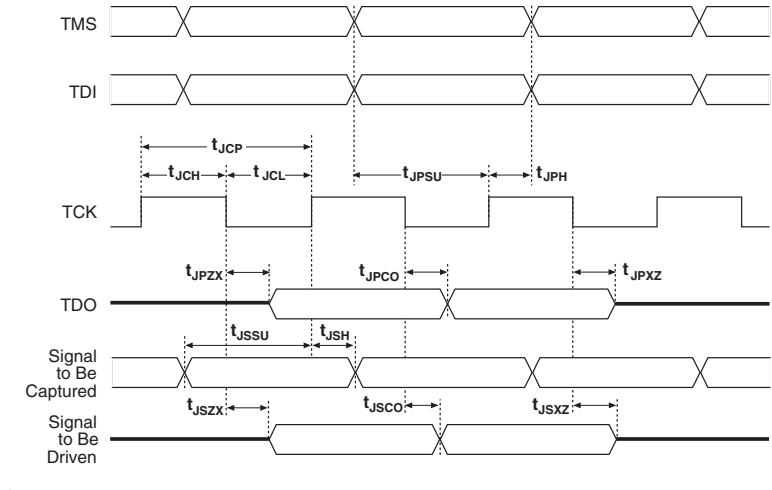 TMS
TDI
tJCP
tJCH
tJCL
tJPSU
tJPH
TCK
tJPZX
tJPCO
tJPXZ
TDO
tJSSU
tJSH
Signal
to Be
Captured
tJSZX
tJSCO
tJSXZ
Signal
to Be
Driven